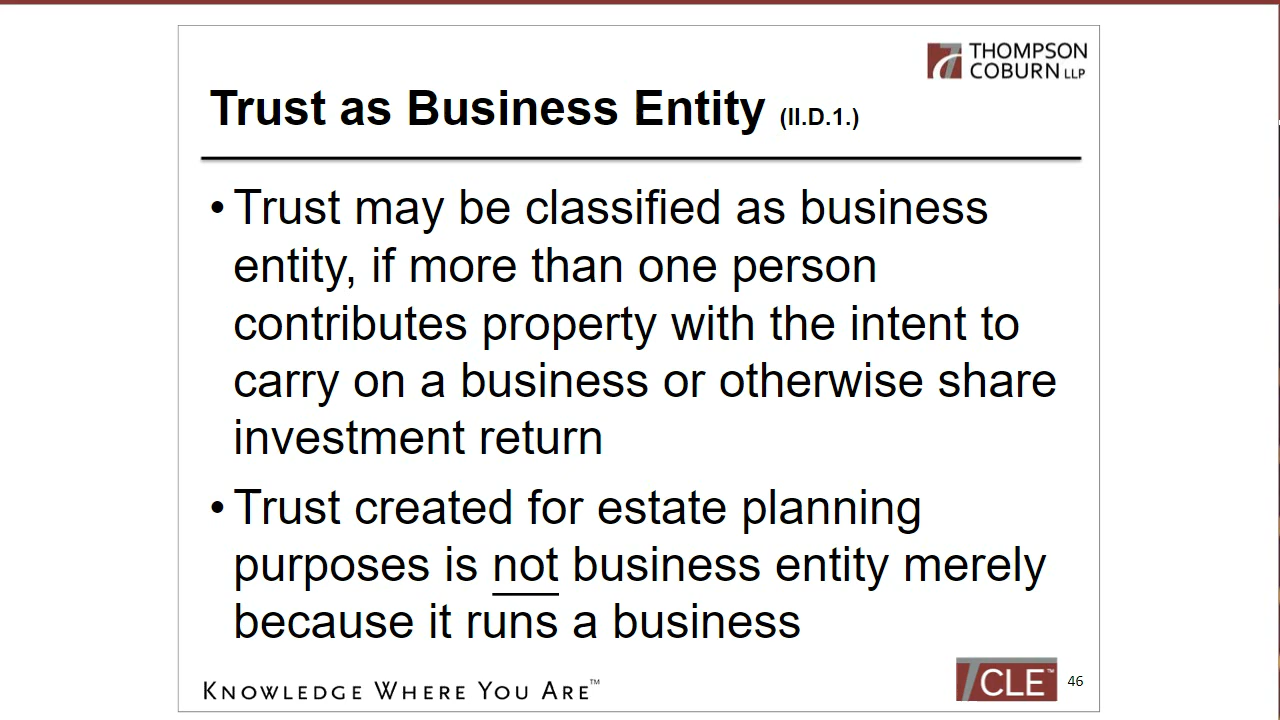 THOMPSON
COBURN LLP
Trust as Business Entity (II.D.1.)
• Trust may be classified as business
entity, if more than one person
contributes property with the intent to
carry on a business or otherwise share
investment return
• Trust created for estate planning
purposes is not business entity merely
because it runs a business
KNOWLEDGE WHERE YOU ARE™
TCLE™ 46